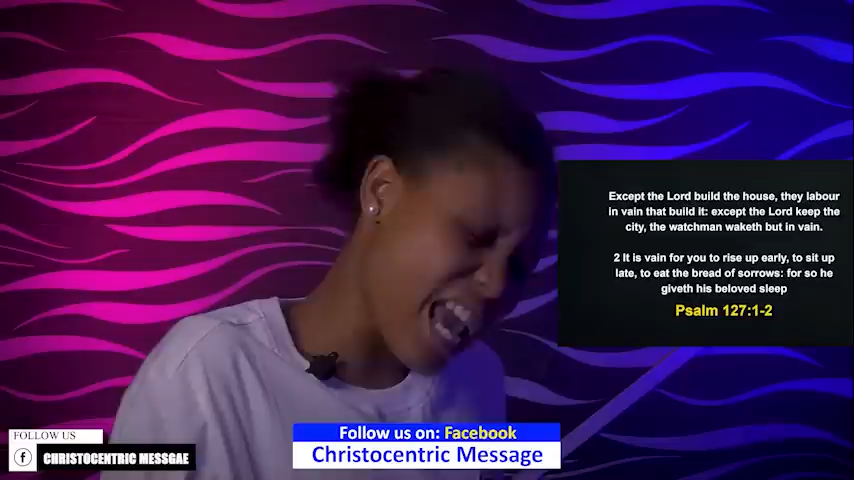 Except the Lord build the house, they labour
in vain that build it: except the Lord keep the
city, the watchman waketh but in vain.
2 It is vain for you to rise up early, to sit up
late, to eat the bread of sorrows: for so he
giveth his beloved sleep
Psalm 127:1-2
Follow us on: Facebook
Christocentric Message
FOLLOW US
f CHRISTOCENTRIC MESSGAE